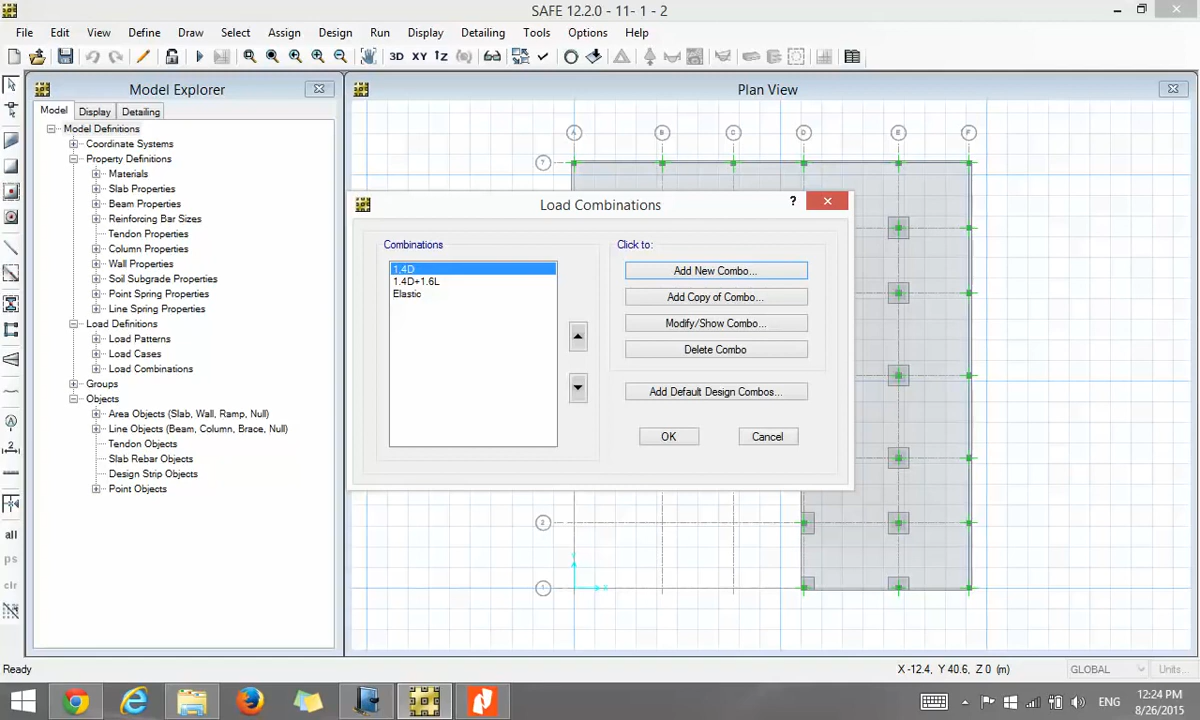 SAFE 12.2.0 - 11- 1 - 2
File Edit View Define Draw Select Assign Design Run Display Detailing Tools Options Help
3D XY
Model Explorer
Plan View
Model Display Detailing
Model Definitions
Coordinate Systems
Property Definitions
Materials
Slab Properties
Beam Properties
Reinforcing Bar Sizes
Tendon Properties
Column Properties
Wall Properties
Soil Subgrade Properties
Point Spring Properties
Line Spring Properties
Load Definitions
Load Patterns
Load Cases
Load Combinations
Groups
Objects
Area Objects (Slab, Wall, Ramp, Null)
Line Objects (Beam, Column, Brace, Null)
Tendon Objects
Slab Rebar Objects
Design Strip Objects
Point Objects
all
ps
clr
A B C D E F
7
2
1
Y
X
Load Combinations
?
Combinations
1.4D
1.4D+1.6L
Elastic
Click to:
Add New Combo...
Add Copy of Combo...
Modify/Show Combo...
Delete Combo
Add Default Design Combos...
OK Cancel
Ready
X -12.4, Y 40.6, Z 0 (m)
GLOBAL
Units...
ENG
12:24 PM
8/26/2015